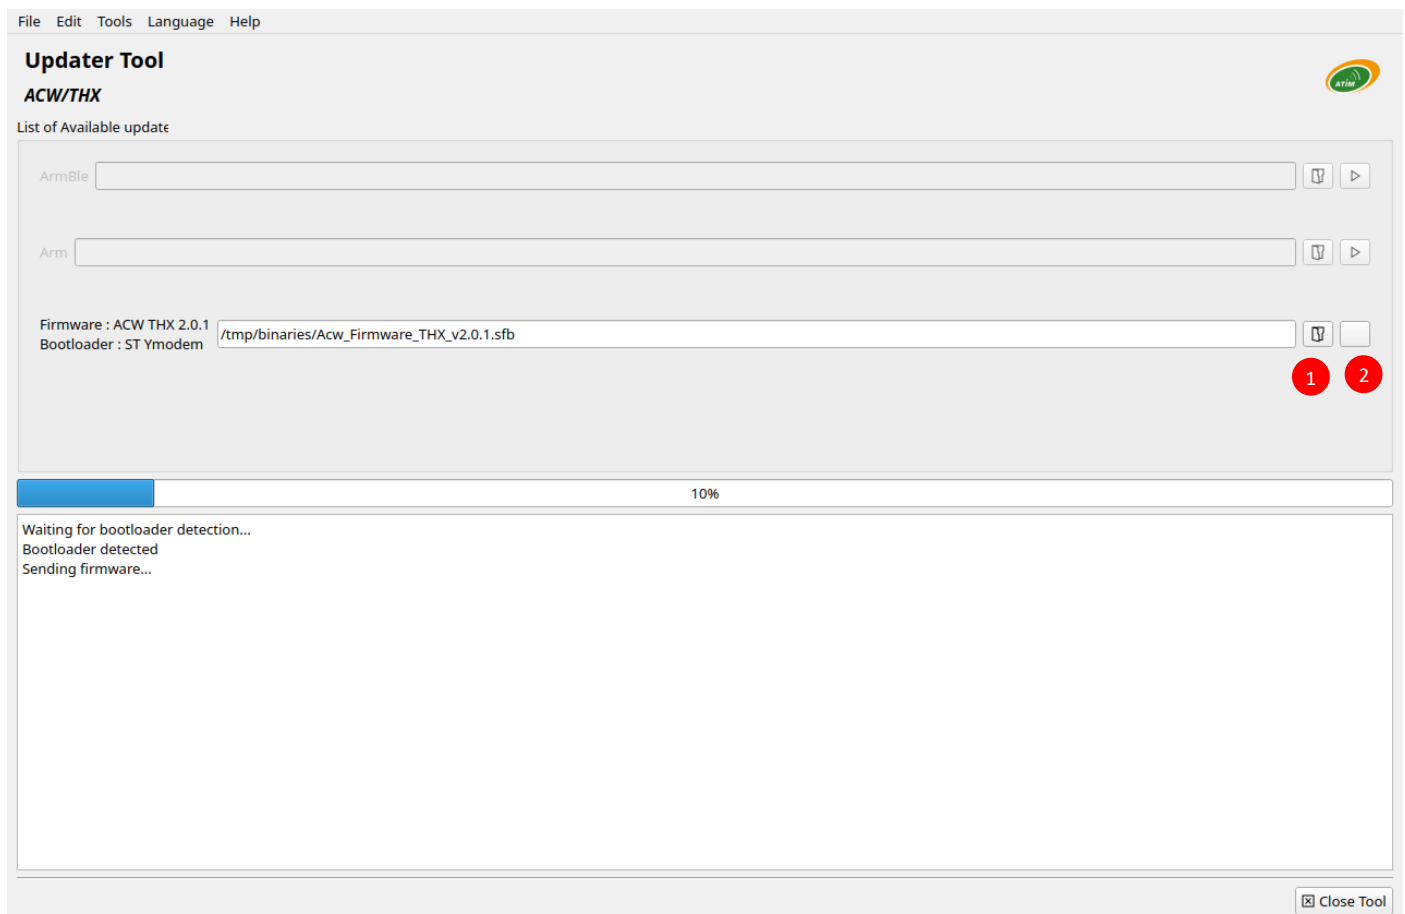 File Edit Tools Language Help
Updater Tool
ATIM
ACW/THX
List of Available update
ArmBle
Arm
Firmware : ACW THX 2.0.1
Bootloader : ST Ymodem
/tmp/binaries/Acw_Firmware_THX_v2.0.1.sfb
1
2
10%
Waiting for bootloader detection...
Bootloader detected
Sending firmware...
Close Tool